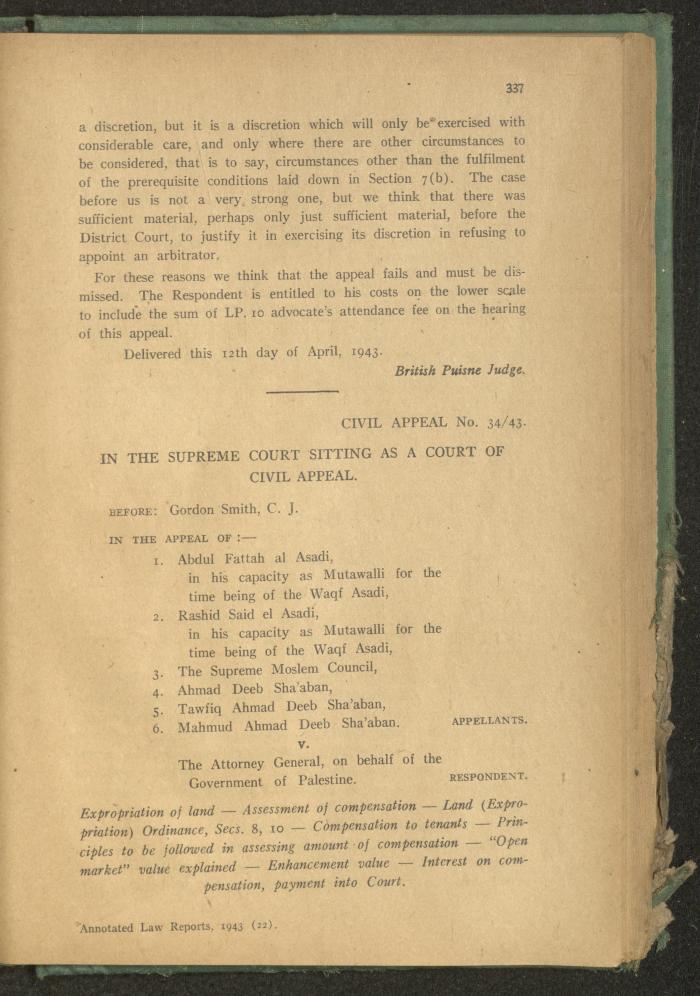 337
a discretion, but it is a discretion which will only be exercised with
considerable care, and only where there are other circumstances to
be considered, that is to say, circumstances other than the fulfilment
of the prerequisite conditions laid down in Section 7(b). The case
before us is not a very strong one, but we think that there was
sufficient material, perhaps only just sufficient material, before the
District Court, to justify it in exercising its discretion in refusing to
appoint an arbitrator.
For these reasons we think that the appeal fails and must be dis-
missed. The Respondent is entitled to his costs on the lower scale
to include the sum of LP. 10 advocate's attendance fee on the hearing
of this appeal.
Delivered this 12th day of April, 1943.
British Puisne Judge.
CIVIL APPEAL No. 34/43.
IN THE SUPREME COURT SITTING AS A COURT OF
CIVIL APPEAL.
BEFORE: Gordon Smith, C. J.
IN THE APPEAL OF :—
1. Abdul Fattah al Asadi,
in his capacity as Mutawalli for the
time being of the Waqf Asadi,
2. Rashid Said el Asadi,
in his capacity as Mutawalli for the
time being of the Waqf Asadi,
3. The Supreme Moslem Council,
4. Ahmad Deeb Sha'aban,
5. Tawfiq Ahmad Deeb Sha'aban,
6. Mahmud Ahmad Deeb Sha'aban. APPELLANTS.
v.
The Attorney General, on behalf of the
Government of Palestine. RESPONDENT.
Expropriation of land — Assessment of compensation — Land (Expro-
priation) Ordinance, Secs. 8, 10 — Compensation to tenants — Prin-
ciples to be followed in assessing amount of compensation — "Open
market" value explained — Enhancement value — Interest on com-
pensation, payment into Court.
Annotated Law Reports, 1943 (22).